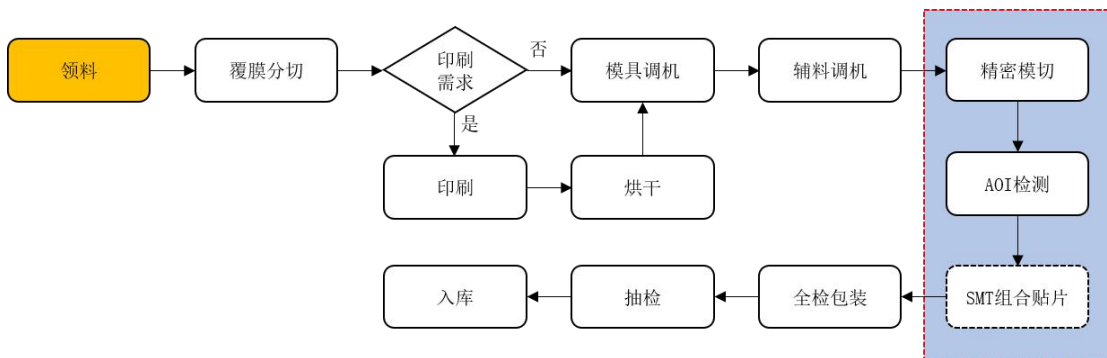 领料
覆膜分切
印刷
需求
否
是
模具调机
辅料调机
精密模切
印刷
烘干
AOI检测
SMT组合贴片
全检包装
抽检
入库